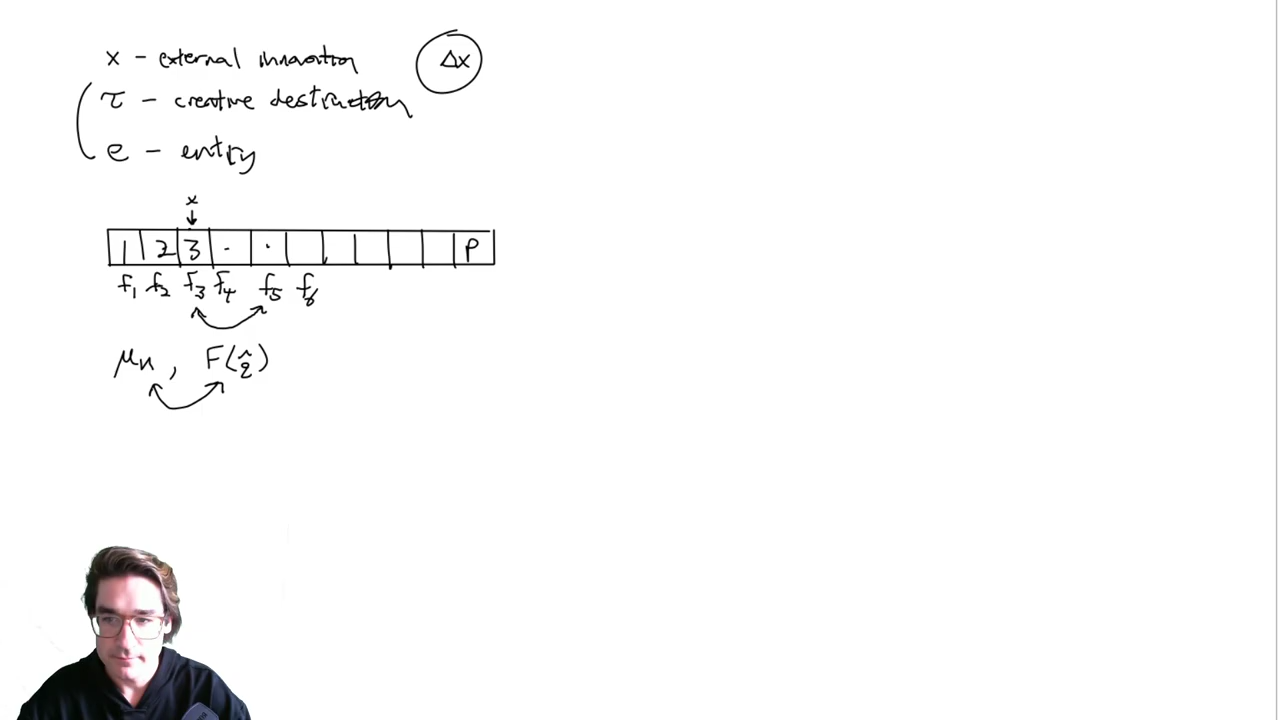 x - external innovation Δx
τ - creative destruction
e - entry
x
1 2 3 . . P
f1 f2 f3 f4 f5 f6
μn, F(q̂)